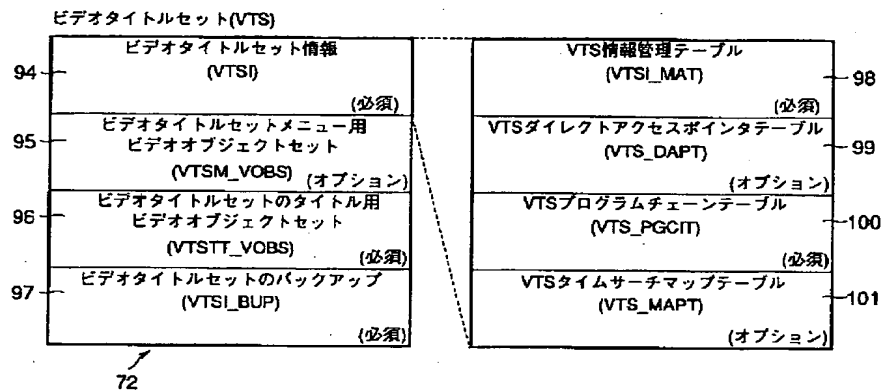 ビデオタイトルセット(VTS)
94
ビデオタイトルセット情報
(VTSI)
(必須)
95
ビデオタイトルセットメニュー用
ビデオオブジェクトセット
(VTSM_VOBS)
(オプション)
96
ビデオタイトルセットのタイトル用
ビデオオブジェクトセット
(VTSTT_VOBS)
(必須)
97
ビデオタイトルセットのバックアップ
(VTSI_BUP)
(必須)
72
VTS情報管理テーブル
(VTSI_MAT)
(必須)
98
VTSダイレクトアクセスポインタテーブル
(VTS_DAPT)
(オプション)
99
VTSプログラムチェーンテーブル
(VTS_PGCIT)
(必須)
100
VTSタイムサーチマップテーブル
(VTS_MAPT)
(オプション)
101